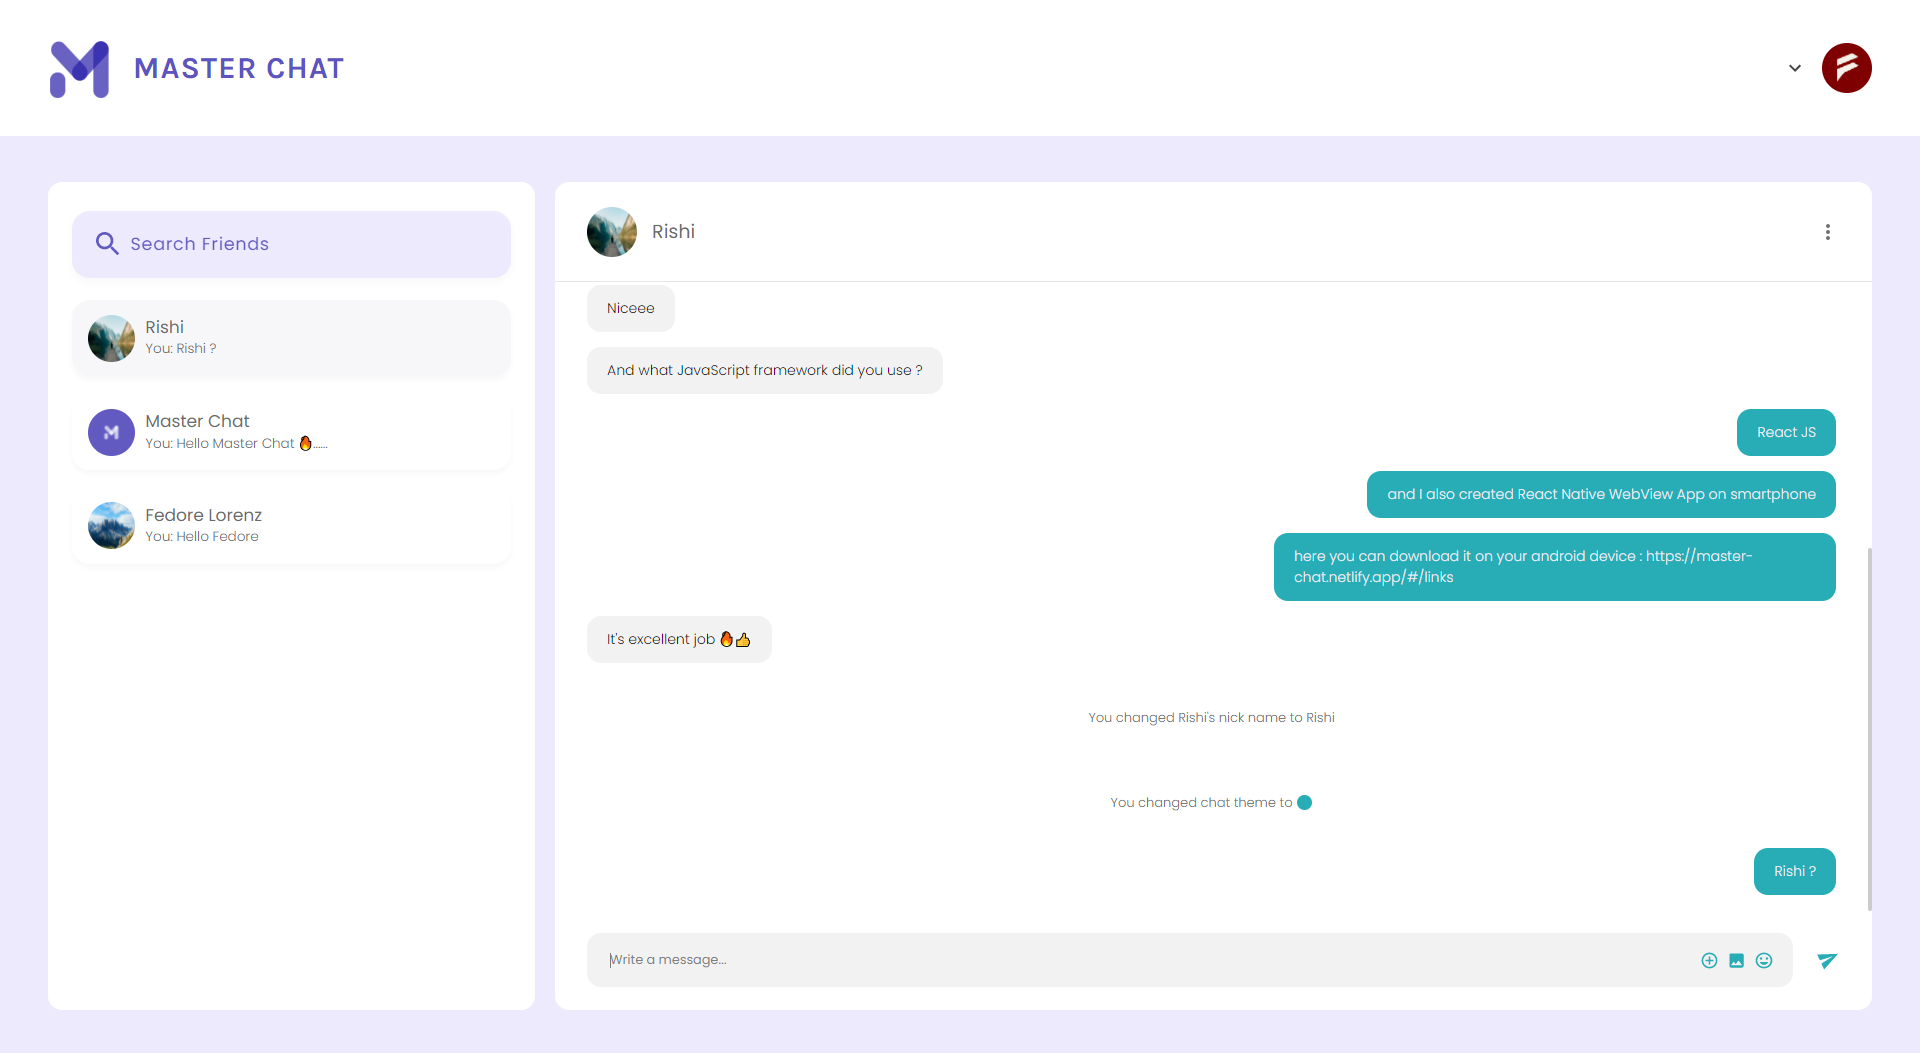 MASTER CHAT
Search Friends
Rishi
You: Rishi ?
Master Chat
You: Hello Master Chat 🔥......
Fedore Lorenz
You: Hello Fedore
Rishi
Niceee
And what JavaScript framework did you use ?
React JS
and I also created React Native WebView App on smartphone
here you can download it on your android device : https://master-
chat.netlify.app/#/links
It's excellent job 🔥👍
You changed Rishi's nick name to Rishi
You changed chat theme to
Rishi ?
Write a message...